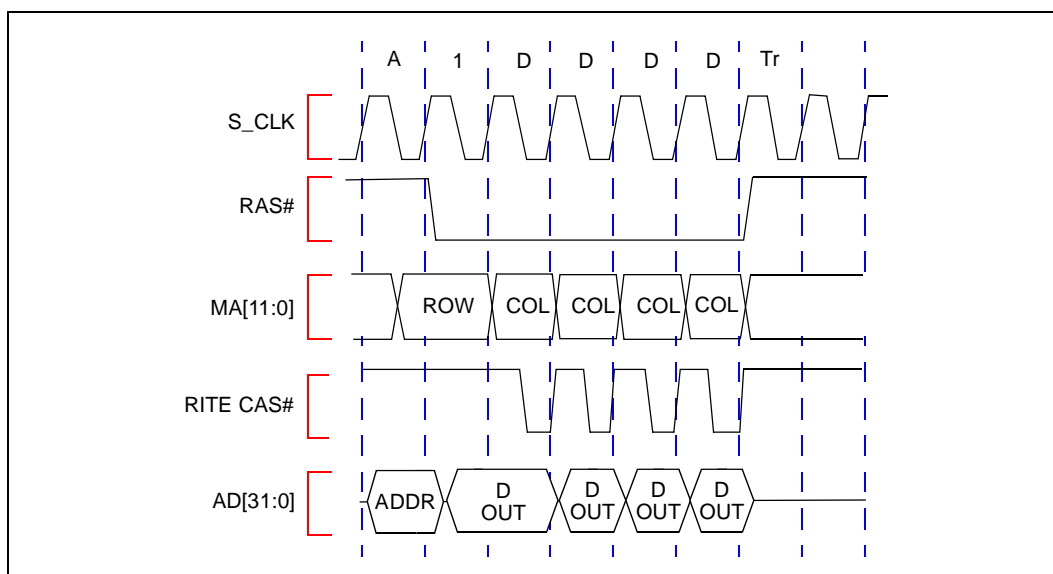 A 1 D D D D Tr
S_CLK
RAS#
MA[11:0] ROW COL COL COL COL
RITE CAS#
AD[31:0] ADDR D OUT D OUT D OUT D OUT